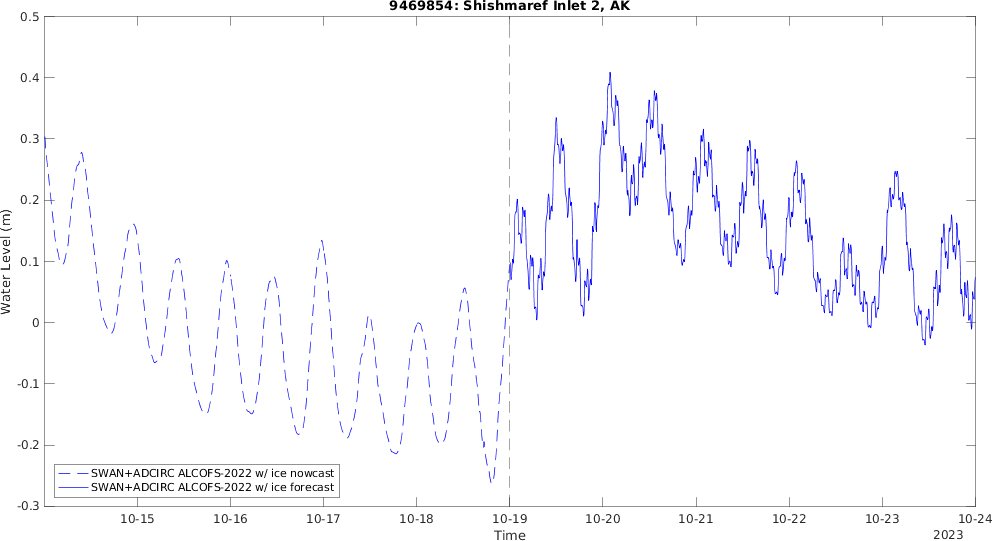 9469854: Shishmaref Inlet 2, AK
Water Level (m)
0.5
0.4
0.3
0.2
0.1
0
-0.1
-0.2
-0.3
SWAN+ADCIRC ALCOFS-2022 w/ ice nowcast
SWAN+ADCIRC ALCOFS-2022 w/ ice forecast
10-15 10-16 10-17 10-18 10-19 10-20 10-21 10-22 10-23 10-24
Time
2023